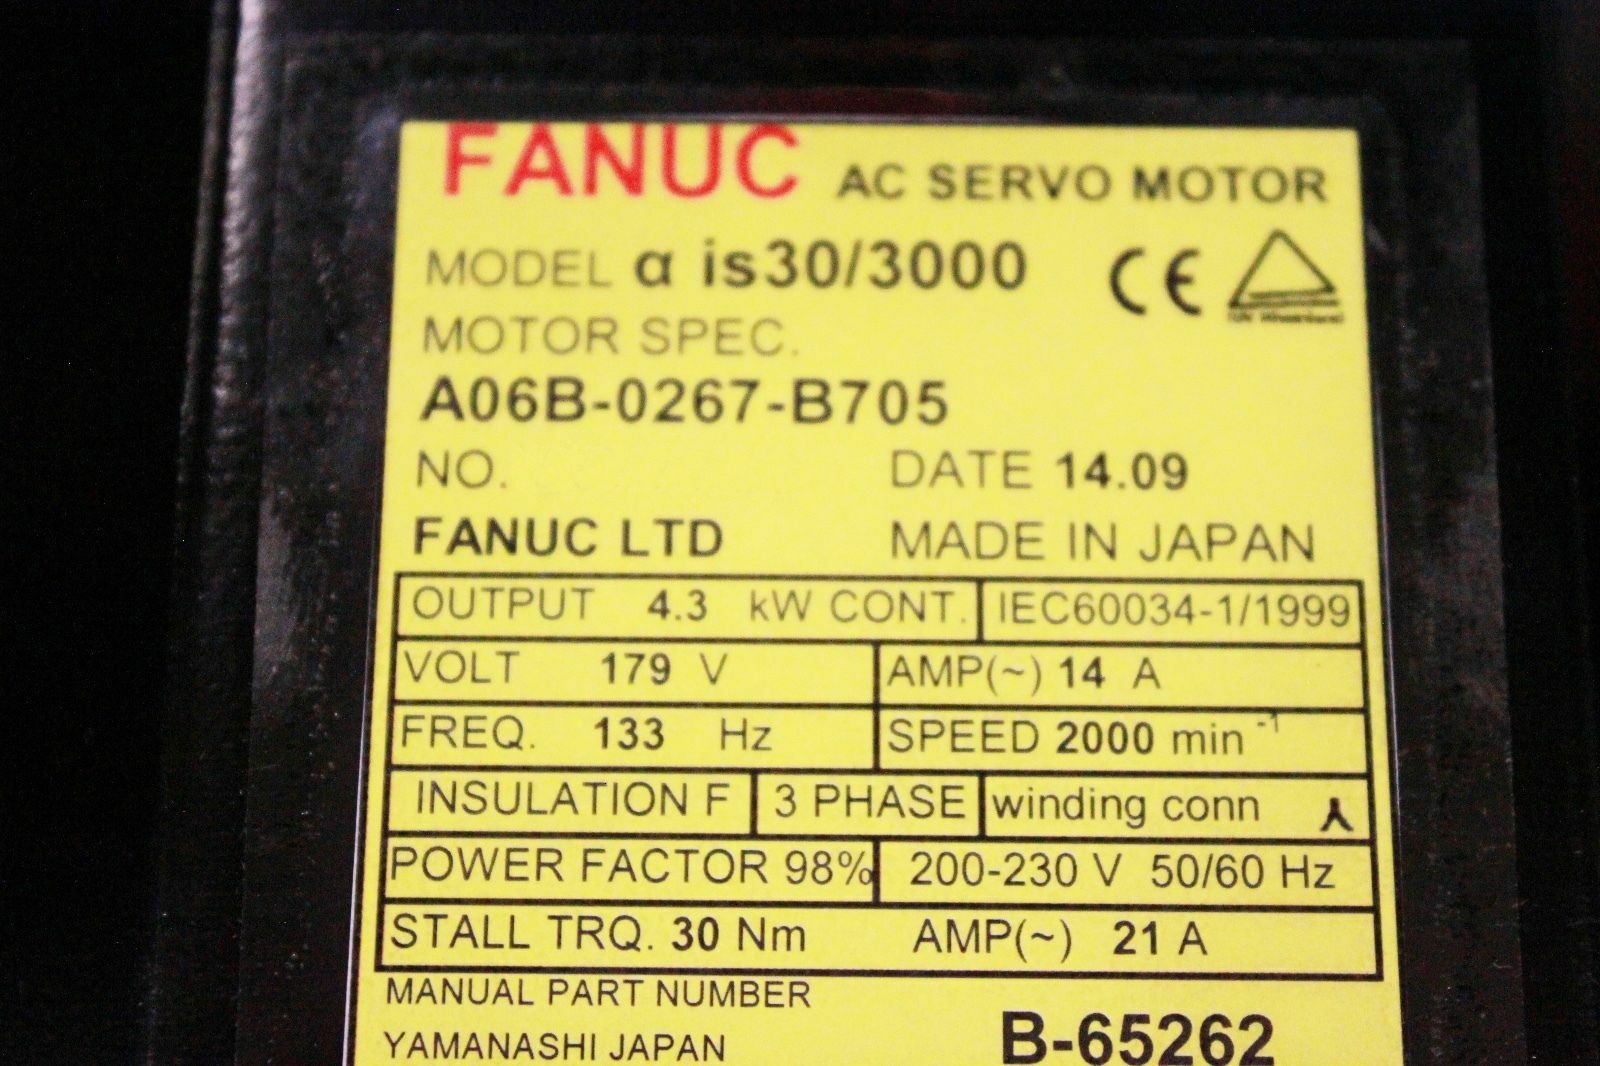 FANUC AC SERVO MOTOR
MODEL α is30/3000 CE
MOTOR SPEC.
A06B-0267-B705
NO. DATE 14.09
FANUC LTD MADE IN JAPAN
OUTPUT 4.3 kW CONT. IEC60034-1/1999
VOLT 179 V AMP(~) 14 A
FREQ. 133 Hz SPEED 2000 min⁻¹
INSULATION F 3 PHASE winding conn
POWER FACTOR 98% 200-230 V 50/60 Hz
STALL TRQ. 30 Nm AMP(~) 21 A
MANUAL PART NUMBER
YAMANASHI JAPAN B-65262